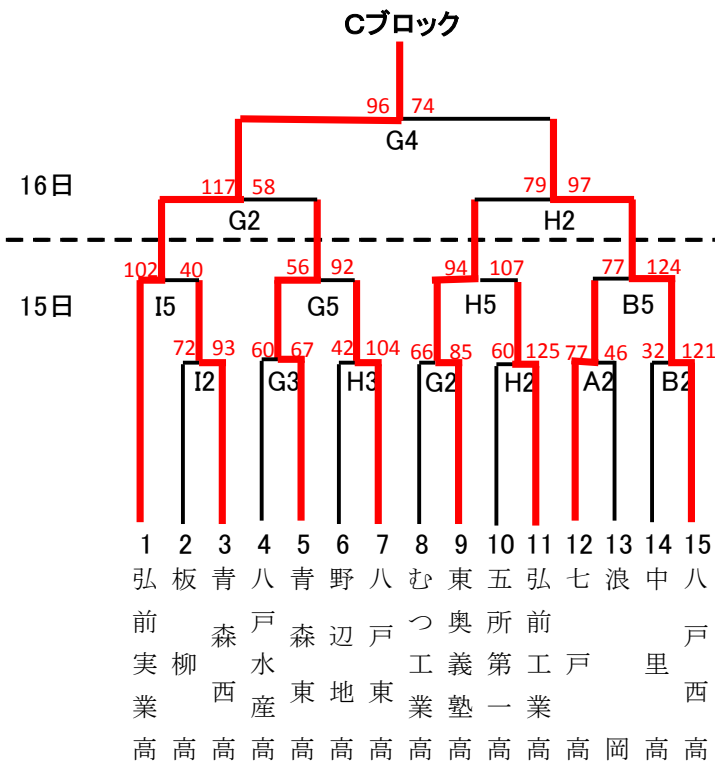 Cブロック
96 74
G4
16日
117 58
G2
79 97
H2
15日
102 40
I5
56 92
G5
94 107
H5
77 124
B5
72 93
I2
60 67
G3
42 104
H3
66 85
G2
60 125
H2
77 46
A2
32 121
B2
1 2 3 4 5 6 7 8 9 10 11 12 13 14 15
弘前実業高
板柳高
青森西高
八戸水産高
青森東高
野辺地高
八戸東高
むつ工業高
東奥義塾高
五所第一高
弘前工業高
七戸高
浪岡高
中里高
八戸西高